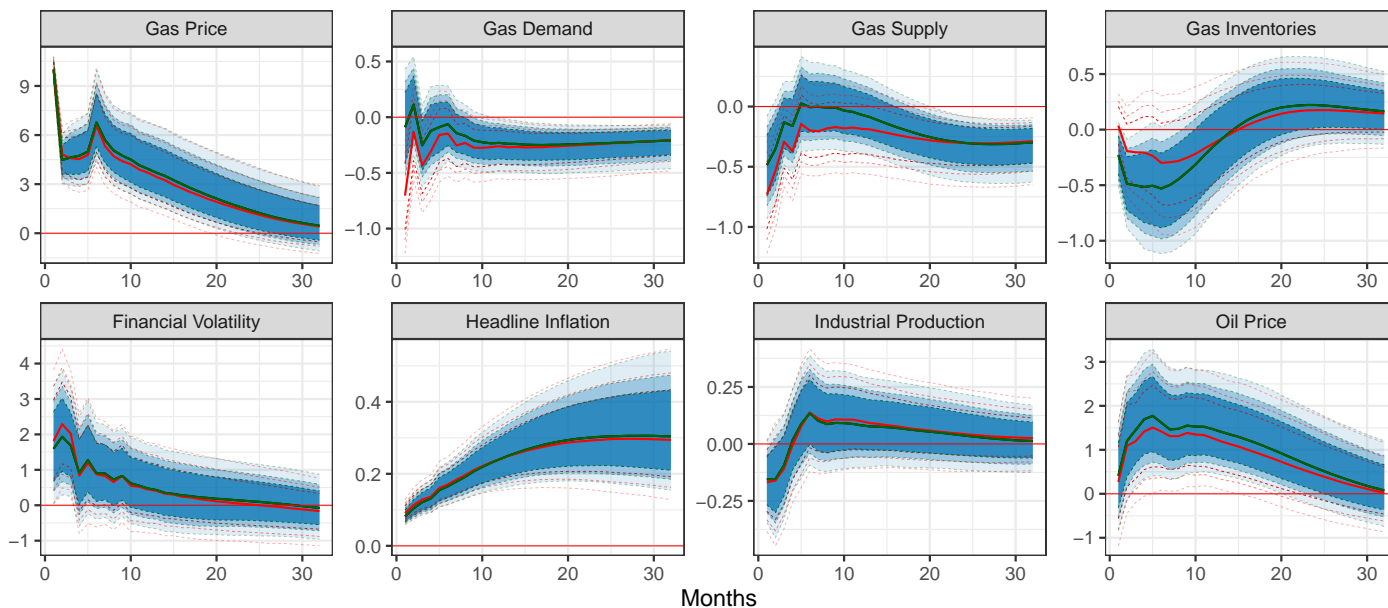 Gas Price
Gas Demand
Gas Supply
Gas Inventories
9
6
3
0
0.5
0.0
−0.5
−1.0
0.0
−0.5
−1.0
0.5
0.0
−0.5
−1.0
0 10 20 30
0 10 20 30
0 10 20 30
0 10 20 30
Financial Volatility
Headline Inflation
Industrial Production
Oil Price
4
3
2
1
0
−1
0.4
0.2
0.0
0.25
0.00
−0.25
3
2
1
0
−1
0 10 20 30
0 10 20 30
0 10 20 30
0 10 20 30
Months